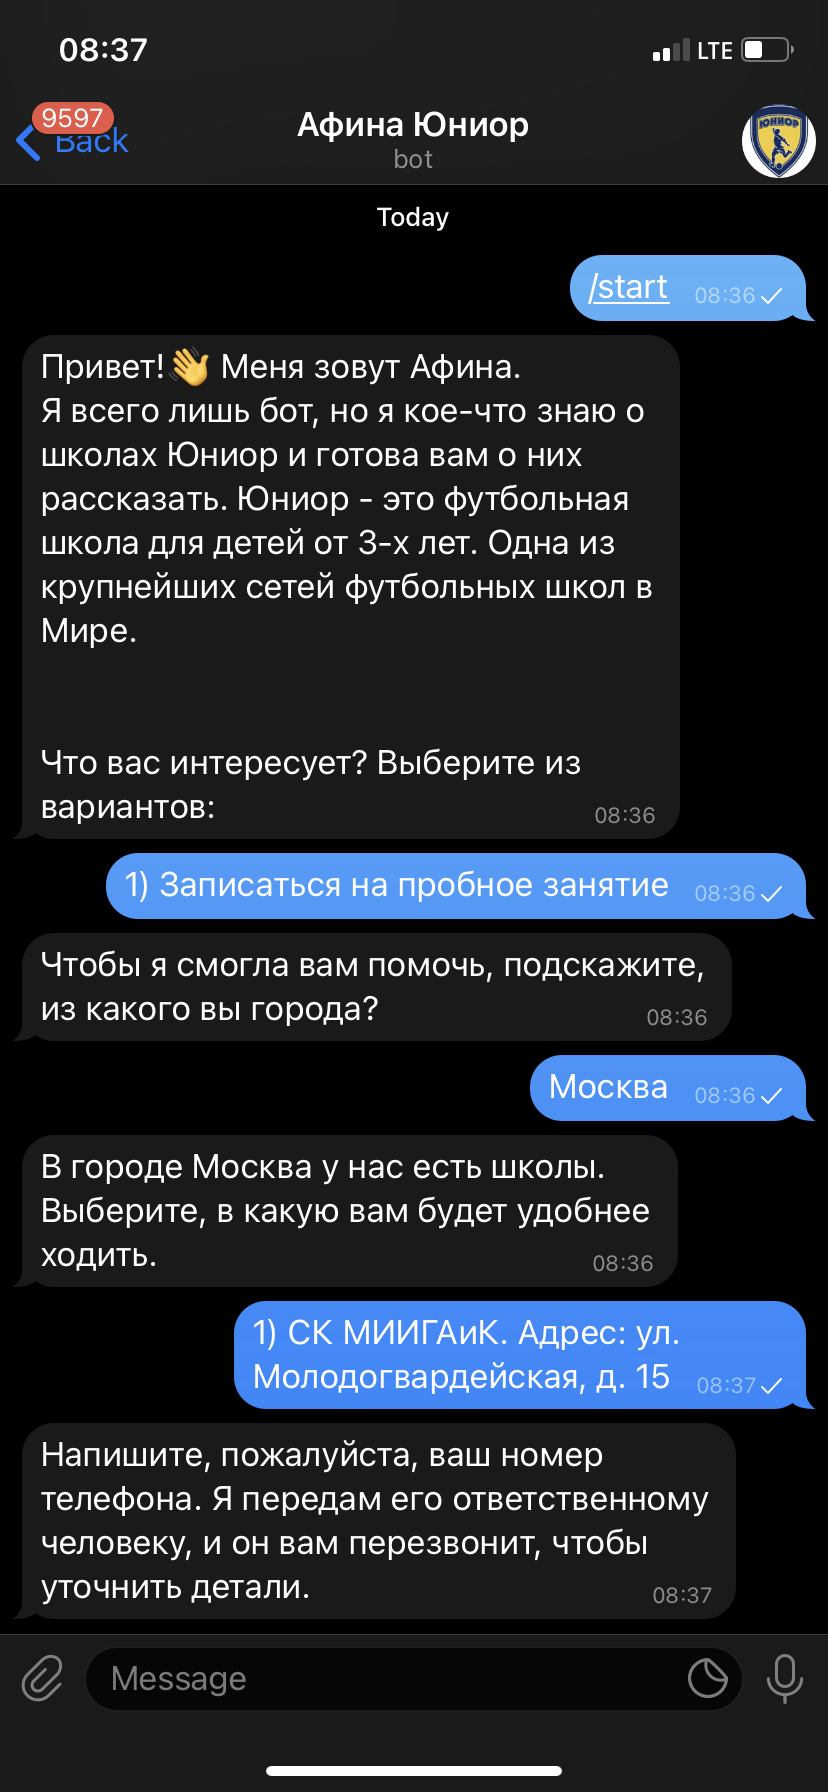 08:37
LTE
9597
Back
Афина Юниор
bot
ЮНИОР
Today
/start 08:36
Привет!👋 Меня зовут Афина.
Я всего лишь бот, но я кое-что знаю о
школах Юниор и готова вам о них
рассказать. Юниор - это футбольная
школа для детей от 3-х лет. Одна из
крупнейших сетей футбольных школ в
Мире.
Что вас интересует? Выберите из
вариантов: 08:36
1) Записаться на пробное занятие 08:36
Чтобы я смогла вам помочь, подскажите,
из какого вы города? 08:36
Москва 08:36
В городе Москва у нас есть школы.
Выберите, в какую вам будет удобнее
ходить. 08:36
1) СК МИИГАиК. Адрес: ул.
Молодогвардейская, д. 15 08:37
Напишите, пожалуйста, ваш номер
телефона. Я передам его ответственному
человеку, и он вам перезвонит, чтобы
уточнить детали. 08:37
Message